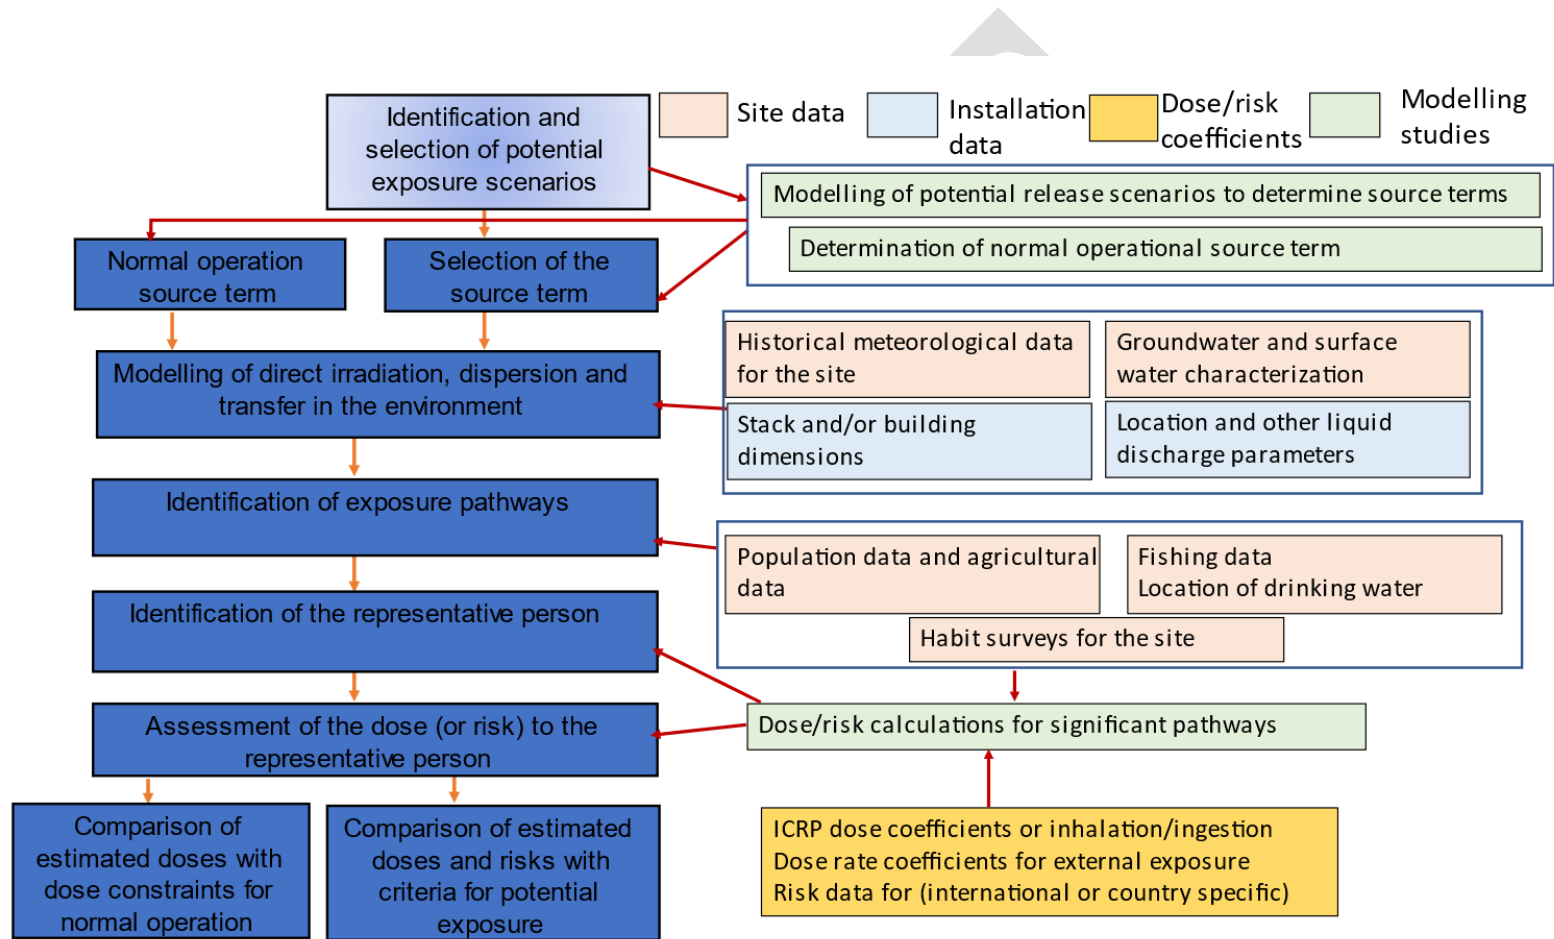 Identification and
selection of potential
exposure scenarios
Site data
Installation
data
Dose/risk
coefficients
Modelling
studies
Modelling of potential release scenarios to determine source terms
Determination of normal operational source term
Normal operation
source term
Selection of the
source term
Historical meteorological data
for the site
Groundwater and surface
water characterization
Modelling of direct irradiation, dispersion and
transfer in the environment
Stack and/or building
dimensions
Location and other liquid
discharge parameters
Identification of exposure pathways
Population data and agricultural
data
Fishing data
Location of drinking water
Identification of the representative person
Habit surveys for the site
Assessment of the dose (or risk) to the
representative person
Dose/risk calculations for significant pathways
Comparison of
estimated doses with
dose constraints for
normal operation
Comparison of estimated
doses and risks with
criteria for potential
exposure
ICRP dose coefficients or inhalation/ingestion
Dose rate coefficients for external exposure
Risk data for (international or country specific)